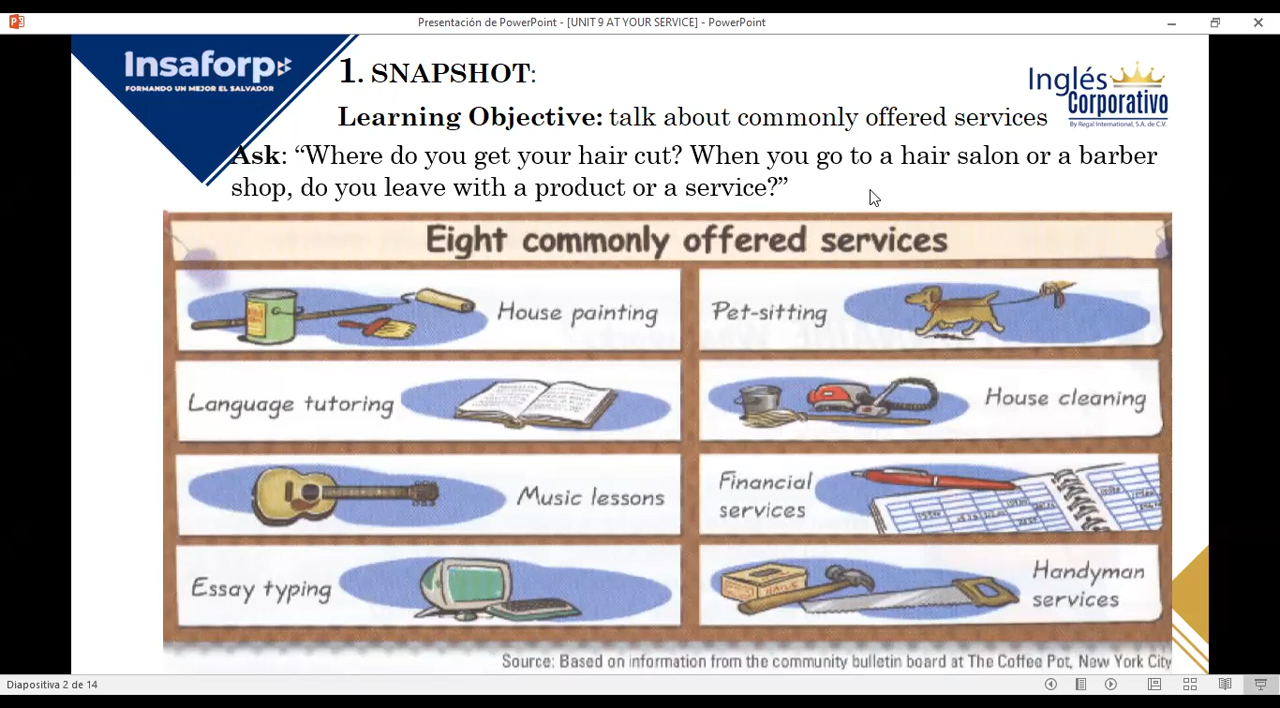 Presentación de PowerPoint - [UNIT 9 AT YOUR SERVICE] - PowerPoint
Insaforp
FORMANDO UN MEJOR EL SALVADOR
1. SNAPSHOT:
Inglés
Corporativo
By Regal International, S.A. de C.V.
Learning Objective: talk about commonly offered services
Ask: “Where do you get your hair cut? When you go to a hair salon or a barber
shop, do you leave with a product or a service?”
Eight commonly offered services
House painting
Pet-sitting
Language tutoring
House cleaning
Music lessons
Financial
services
Essay typing
Handyman
services
Source: Based on information from the community bulletin board at The Coffee Pot, New York City
Diapositiva 2 de 14